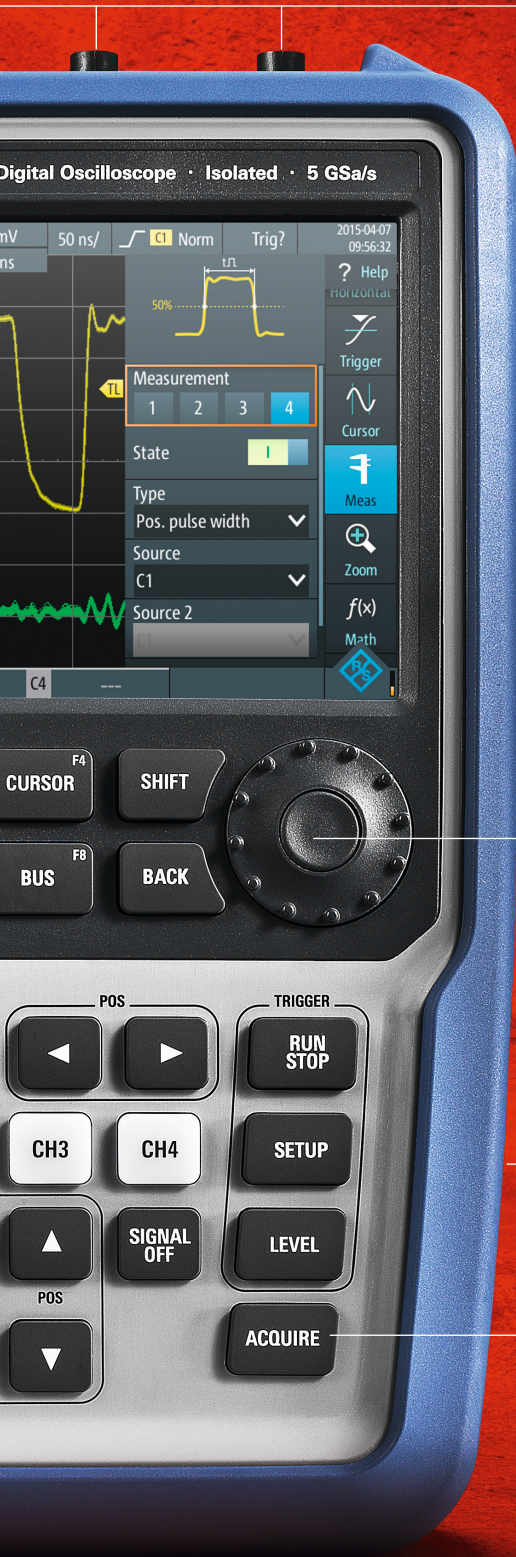 Digital Oscilloscope · Isolated · 5 GSa/s
mV 50 ns/ C1 Norm Trig? 2015-04-07
09:56:32
ns
? Help
Horizontal
50%
Trigger
TL
Measurement
1 2 3 4
Cursor
State I
Meas
Type
Pos. pulse width
Source
C1
Zoom
Source 2
C1
f(x)
Math
R S
C4 ---
F4
CURSOR SHIFT
F8
BUS BACK
POS TRIGGER
RUN
STOP
CH3 CH4 SETUP
SIGNAL
OFF
LEVEL
POS
ACQUIRE